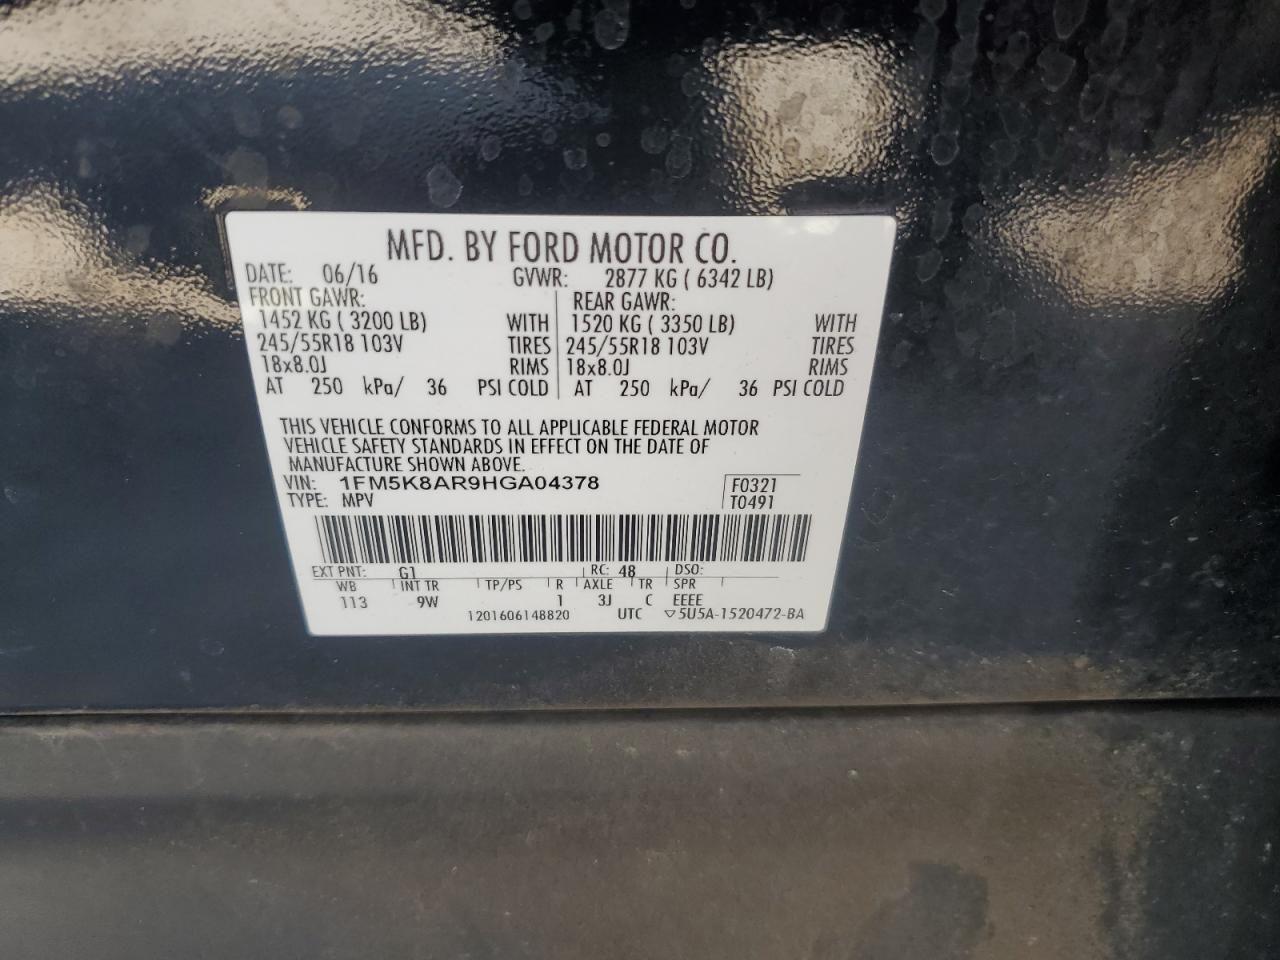 MFD. BY FORD MOTOR CO.
DATE: 06/16 GVWR: 2877 KG ( 6342 LB)
FRONT GAWR: REAR GAWR:
1452 KG ( 3200 LB) WITH 1520 KG ( 3350 LB) WITH
245/55R18 103V TIRES 245/55R18 103V TIRES
18x8.0J RIMS 18x8.0J RIMS
AT 250 kPa/ 36 PSI COLD AT 250 kPa/ 36 PSI COLD
THIS VEHICLE CONFORMS TO ALL APPLICABLE FEDERAL MOTOR
VEHICLE SAFETY STANDARDS IN EFFECT ON THE DATE OF
MANUFACTURE SHOWN ABOVE.
VIN: 1FM5K8AR9HGA04378 F0321
TYPE: MPV T0491
EXT PNT: G1 RC: 48 DSO:
WB INT TR TP/PS R AXLE TR SPR
113 9W 1 3J C EEEE
1201606148820 UTC ▽5U5A-1520472-BA